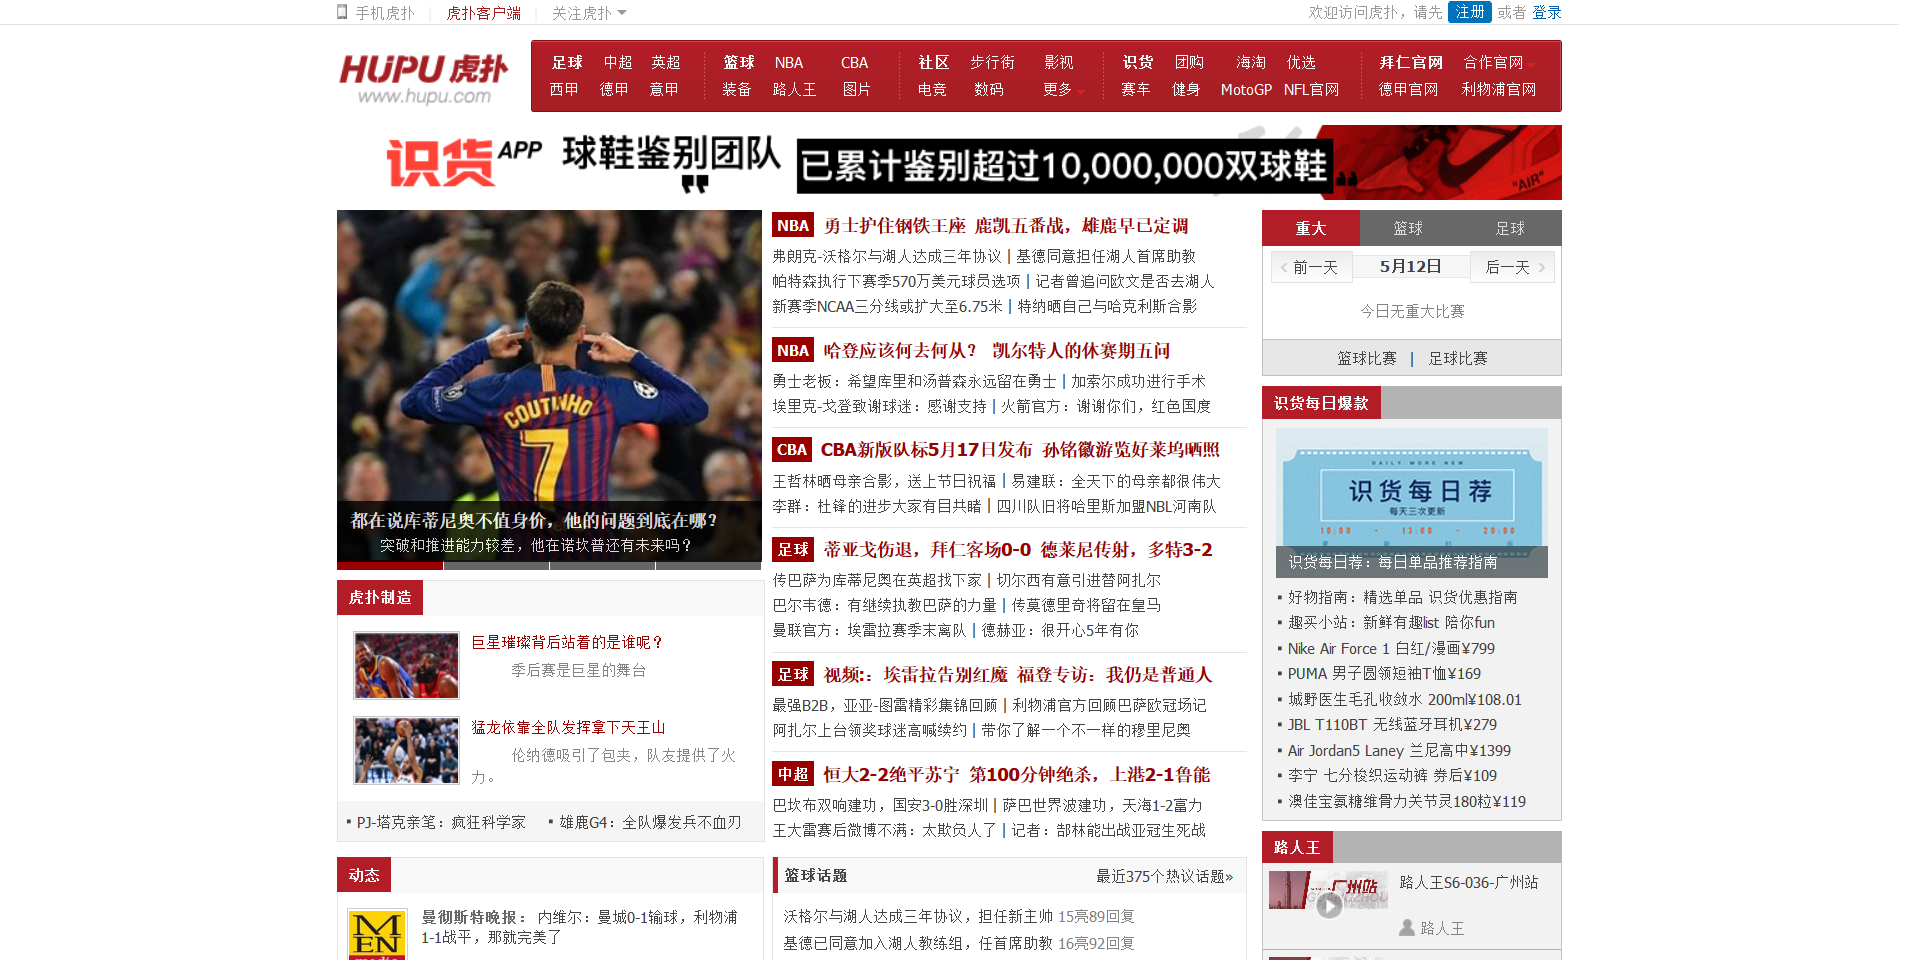 手机虎扑 虎扑客户端 关注虎扑
欢迎访问虎扑，请先 注册 或者 登录
HUPU 虎扑
www.hupu.com
足球 中超 英超
西甲 德甲 意甲
篮球 NBA CBA
装备 路人王 图片
社区 步行街 影视
电竞 数码 更多
识货 团购 海淘 优选
赛车 健身 MotoGP NFL官网
拜仁官网 合作官网
德甲官网 利物浦官网
识货APP 球鞋鉴别团队 已累计鉴别超过10,000,000双球鞋
"AIR"
COUTINHO
7
都在说库蒂尼奥不值身价，他的问题到底在哪？
突破和推进能力较差，他在诺坎普还有未来吗？
虎扑制造
巨星璀璨背后站着的是谁呢？
季后赛是巨星的舞台
猛龙依靠全队发挥拿下天王山
伦纳德吸引了包夹，队友提供了火
力。
▪ PJ-塔克亲笔：疯狂科学家 ▪ 雄鹿G4：全队爆发兵不血刃
动态
MEN
media
曼彻斯特晚报： 内维尔：曼城0-1输球，利物浦
1-1战平，那就完美了
NBA 勇士护住钢铁王座 鹿凯五番战，雄鹿早已定调
弗朗克-沃格尔与湖人达成三年协议 | 基德同意担任湖人首席助教
帕特森执行下赛季570万美元球员选项 | 记者曾追问欧文是否去湖人
新赛季NCAA三分线或扩大至6.75米 | 特纳晒自己与哈克利斯合影
NBA 哈登应该何去何从？ 凯尔特人的休赛期五问
勇士老板：希望库里和汤普森永远留在勇士 | 加索尔成功进行手术
埃里克-戈登致谢球迷：感谢支持 | 火箭官方：谢谢你们，红色国度
CBA CBA新版队标5月17日发布 孙铭徽游览好莱坞晒照
王哲林晒母亲合影，送上节日祝福 | 易建联：全天下的母亲都很伟大
李群：杜锋的进步大家有目共睹 | 四川队旧将哈里斯加盟NBL河南队
足球 蒂亚戈伤退，拜仁客场0-0 德莱尼传射，多特3-2
传巴萨为库蒂尼奥在英超找下家 | 切尔西有意引进替阿扎尔
巴尔韦德：有继续执教巴萨的力量 | 传莫德里奇将留在皇马
曼联官方：埃雷拉赛季末离队 | 德赫亚：很开心5年有你
足球 视频:：埃雷拉告别红魔 福登专访：我仍是普通人
最强B2B，亚亚-图雷精彩集锦回顾 | 利物浦官方回顾巴萨欧冠场记
阿扎尔上台领奖球迷高喊续约 | 带你了解一个不一样的穆里尼奥
中超 恒大2-2绝平苏宁 第100分钟绝杀，上港2-1鲁能
巴坎布双响建功，国安3-0胜深圳 | 萨巴世界波建功，天海1-2富力
王大雷赛后微博不满：太欺负人了 | 记者：郜林能出战亚冠生死战
篮球话题 最近375个热议话题»
沃格尔与湖人达成三年协议，担任新主帅 15亮89回复
基德已同意加入湖人教练组，任首席助教 16亮92回复
重大 篮球 足球
前一天 5月12日 后一天
今日无重大比赛
篮球比赛 | 足球比赛
识货每日爆款
DAILY MORE NEW
识货每日荐
每天三次更新
10:00 - 13:00 - 20:00
识货每日荐：每日单品推荐指南
▪ 好物指南：精选单品 识货优惠指南
▪ 趣买小站：新鲜有趣list 陪你fun
▪ Nike Air Force 1 白红/漫画¥799
▪ PUMA 男子圆领短袖T恤¥169
▪ 城野医生毛孔收敛水 200ml¥108.01
▪ JBL T110BT 无线蓝牙耳机¥279
▪ Air Jordan5 Laney 兰尼高中¥1399
▪ 李宁 七分梭织运动裤 券后¥109
▪ 澳佳宝氨糖维骨力关节灵180粒¥119
路人王
广州站
路人王S6-036-广州站
路人王